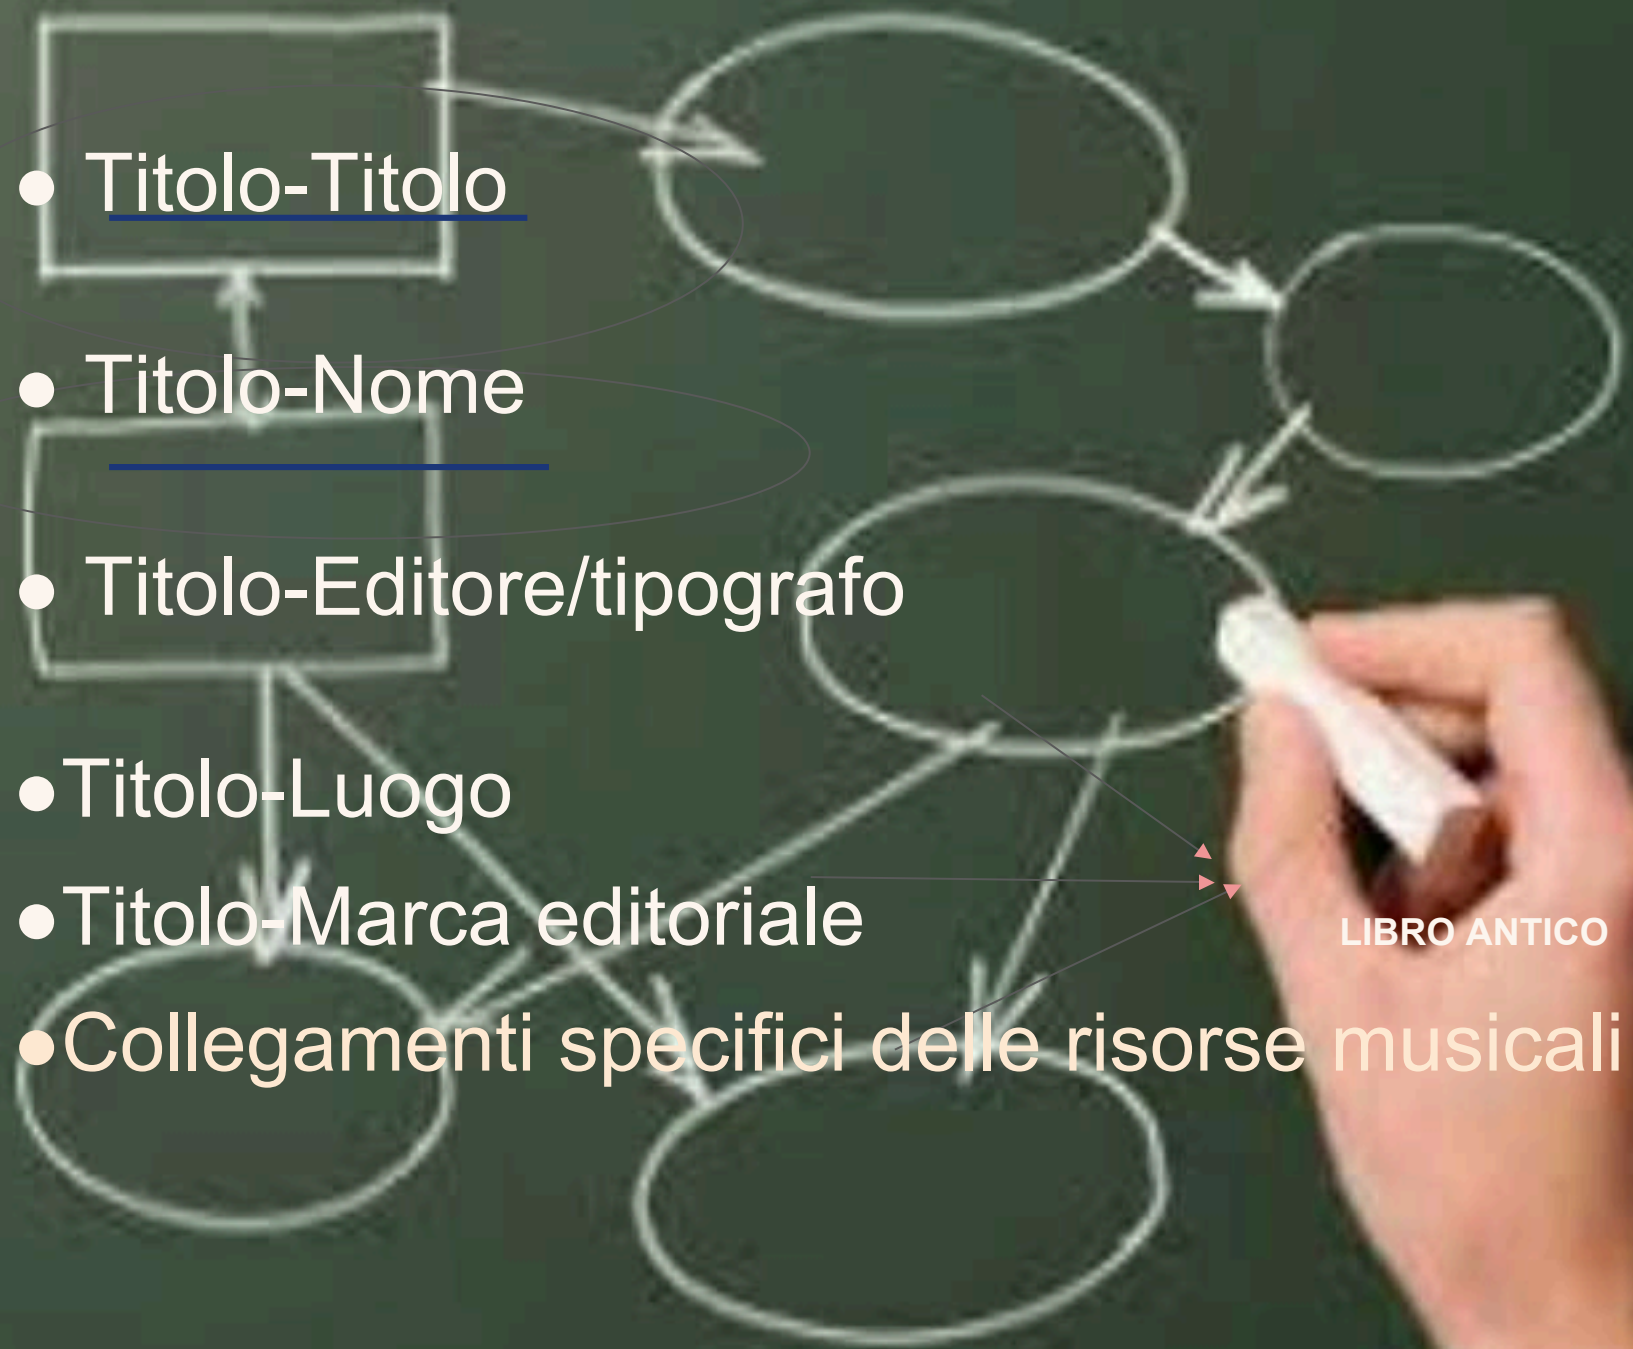 ● Titolo-Titolo
● Titolo-Nome
● Titolo-Editore/tipografo
● Titolo-Luogo
● Titolo-Marca editoriale
LIBRO ANTICO
● Collegamenti specifici delle risorse musicali